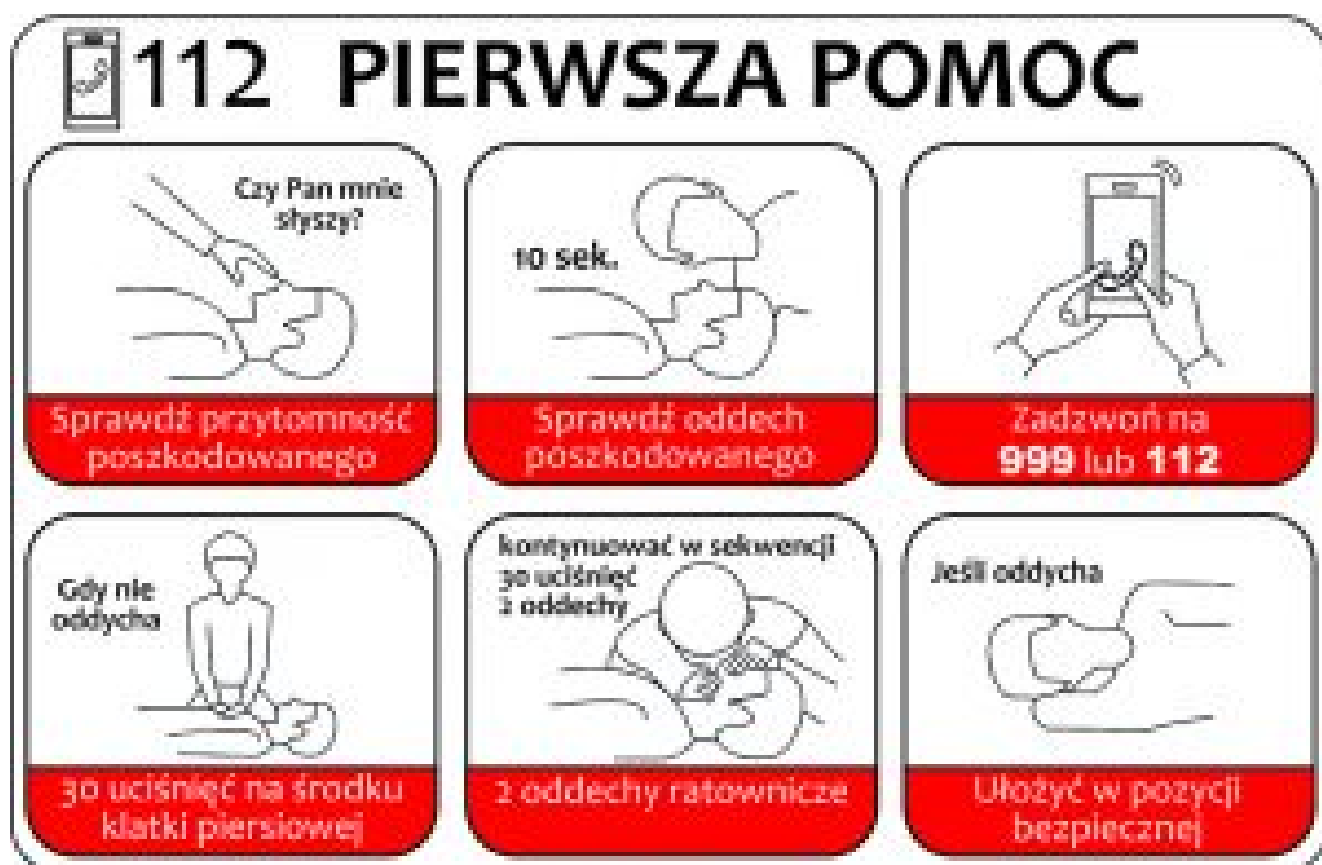 112 PIERWSZA POMOC
Czy Pan mnie
słyszy?
Sprawdź przytomność
poszkodowanego
10 sek.
Sprawdź oddech
poszkodowanego
Zadzwoń na
999 lub 112
Gdy nie
oddycha
30 uciśnięć na środku
klatki piersiowej
kontynuować w sekwencji
30 uciśnięć
2 oddechy
2 oddechy ratownicze
Jeśli oddycha
Ułożyć w pozycji
bezpiecznej